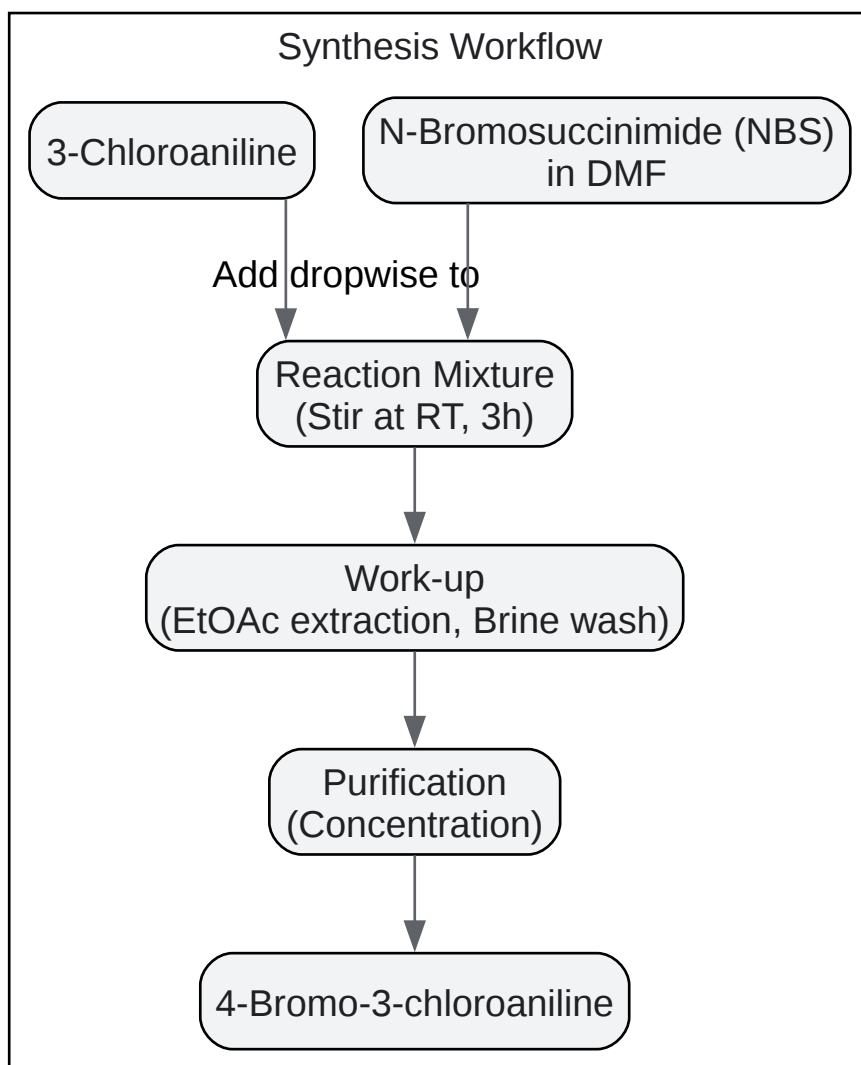 Synthesis Workflow
3-Chloroaniline
N-Bromosuccinimide (NBS)
in DMF
Add dropwise to
Reaction Mixture
(Stir at RT, 3h)
Work-up
(EtOAc extraction, Brine wash)
Purification
(Concentration)
4-Bromo-3-chloroaniline